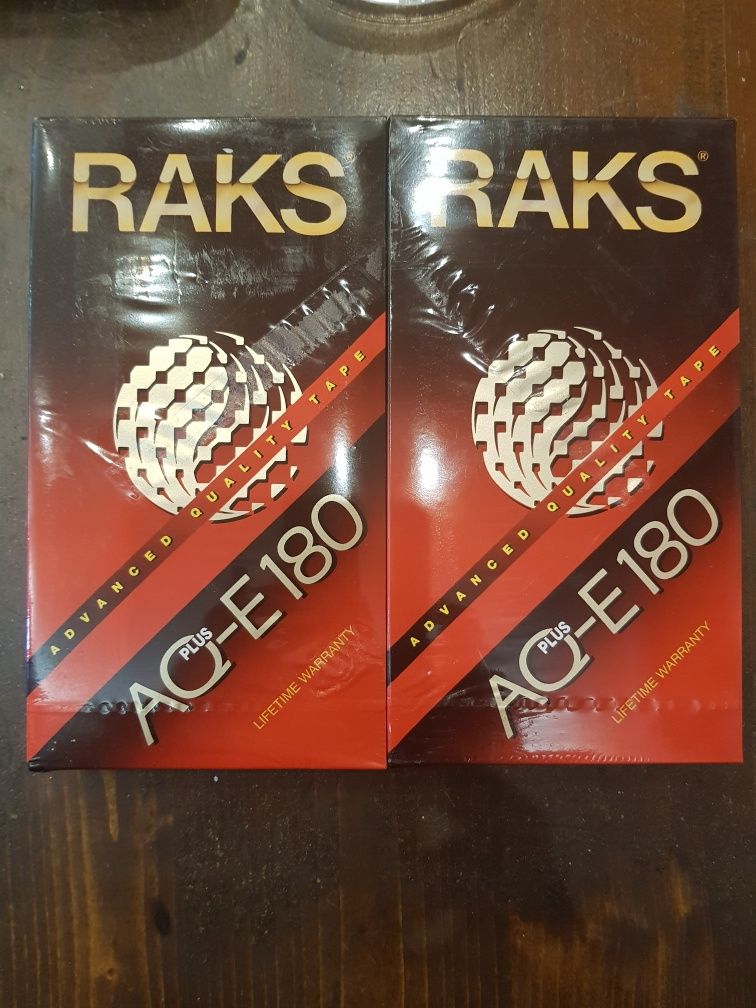 RAKS®
ADVANCED QUALITY TAPE
AQ-E180
PLUS
LIFETIME WARRANTY
RAKS®
ADVANCED QUALITY TAPE
AQ-E180
PLUS
LIFETIME WARRANTY